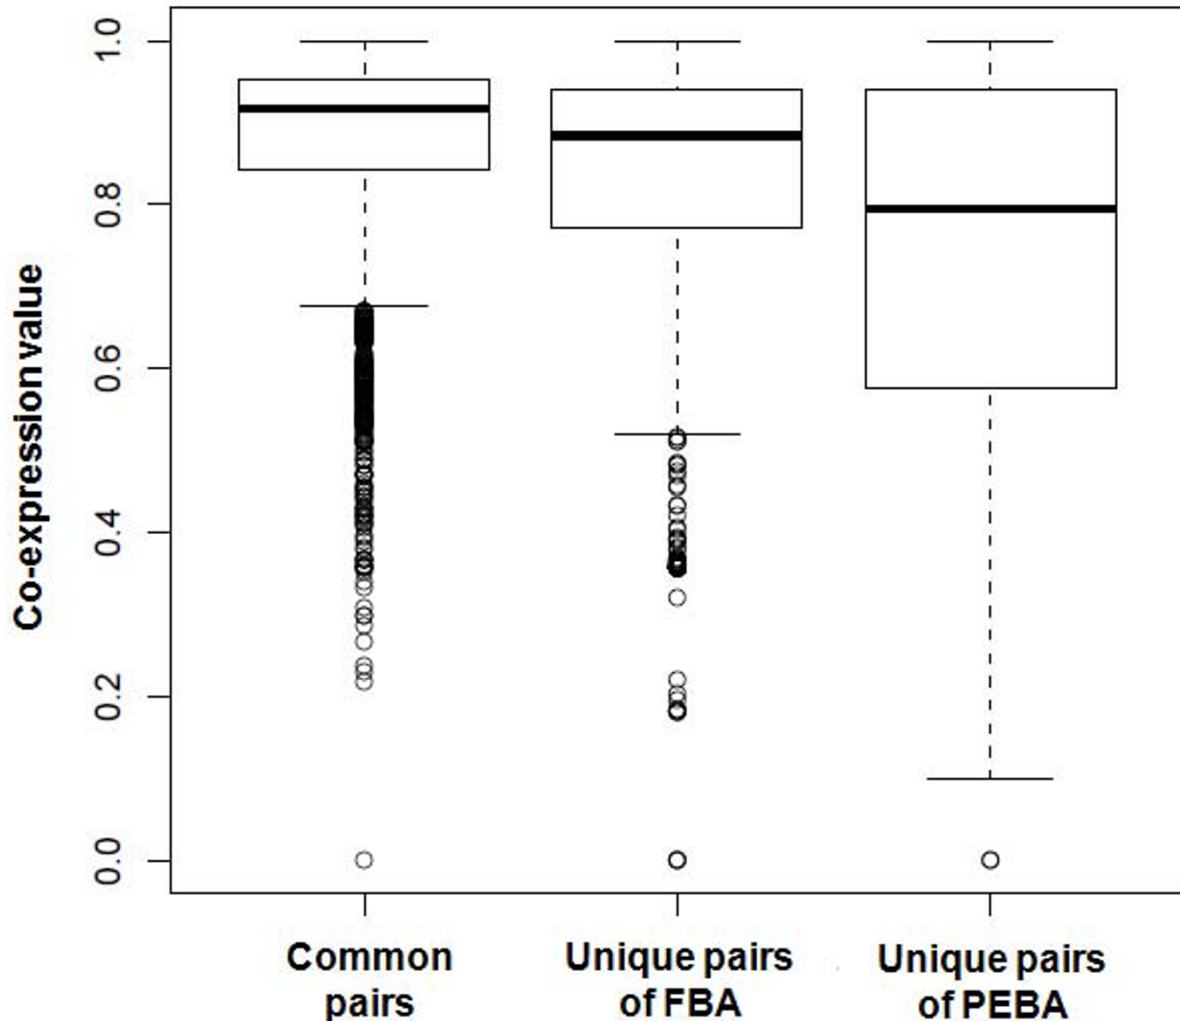 Co-expression value
1.0
0.8
0.6
0.4
0.2
0.0
Common
pairs
Unique pairs
of FBA
Unique pairs
of PEBA